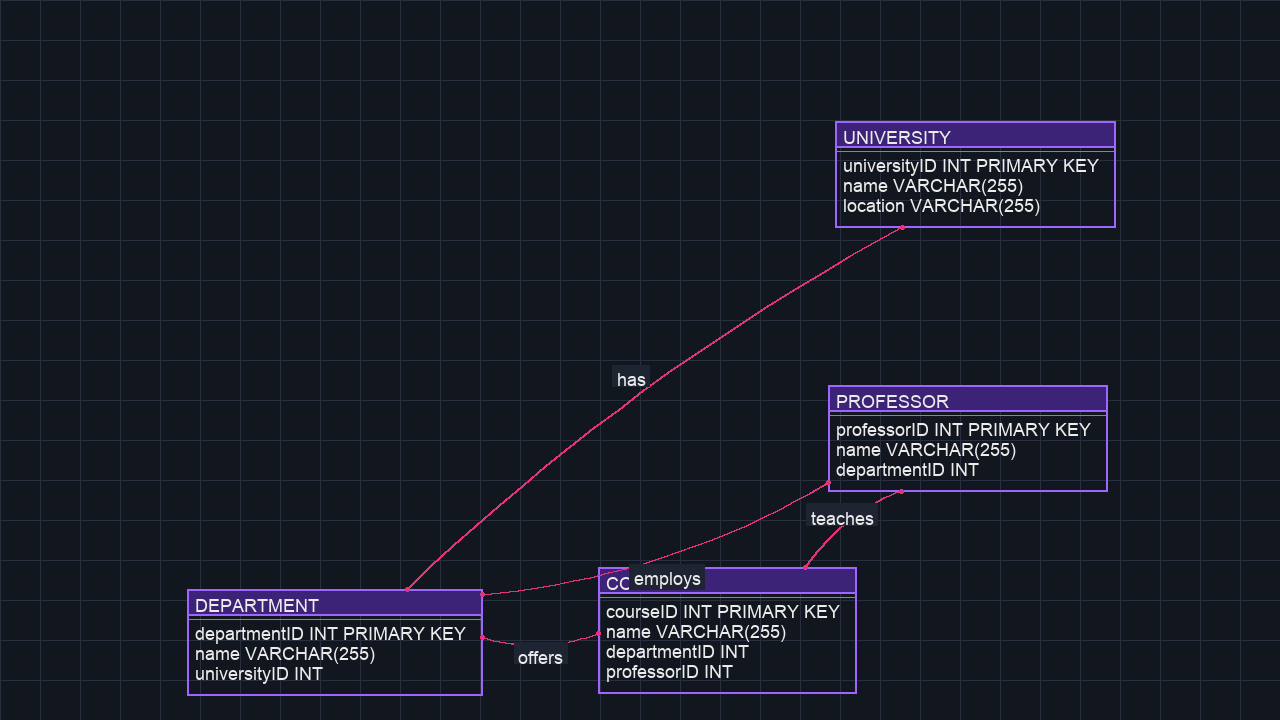 UNIVERSITY
universityID INT PRIMARY KEY
name VARCHAR(255)
location VARCHAR(255)
has
PROFESSOR
professorID INT PRIMARY KEY
name VARCHAR(255)
departmentID INT
teaches
employs
courseID INT PRIMARY KEY
name VARCHAR(255)
departmentID INT
professorID INT
DEPARTMENT
departmentID INT PRIMARY KEY
name VARCHAR(255)
universityID INT
offers